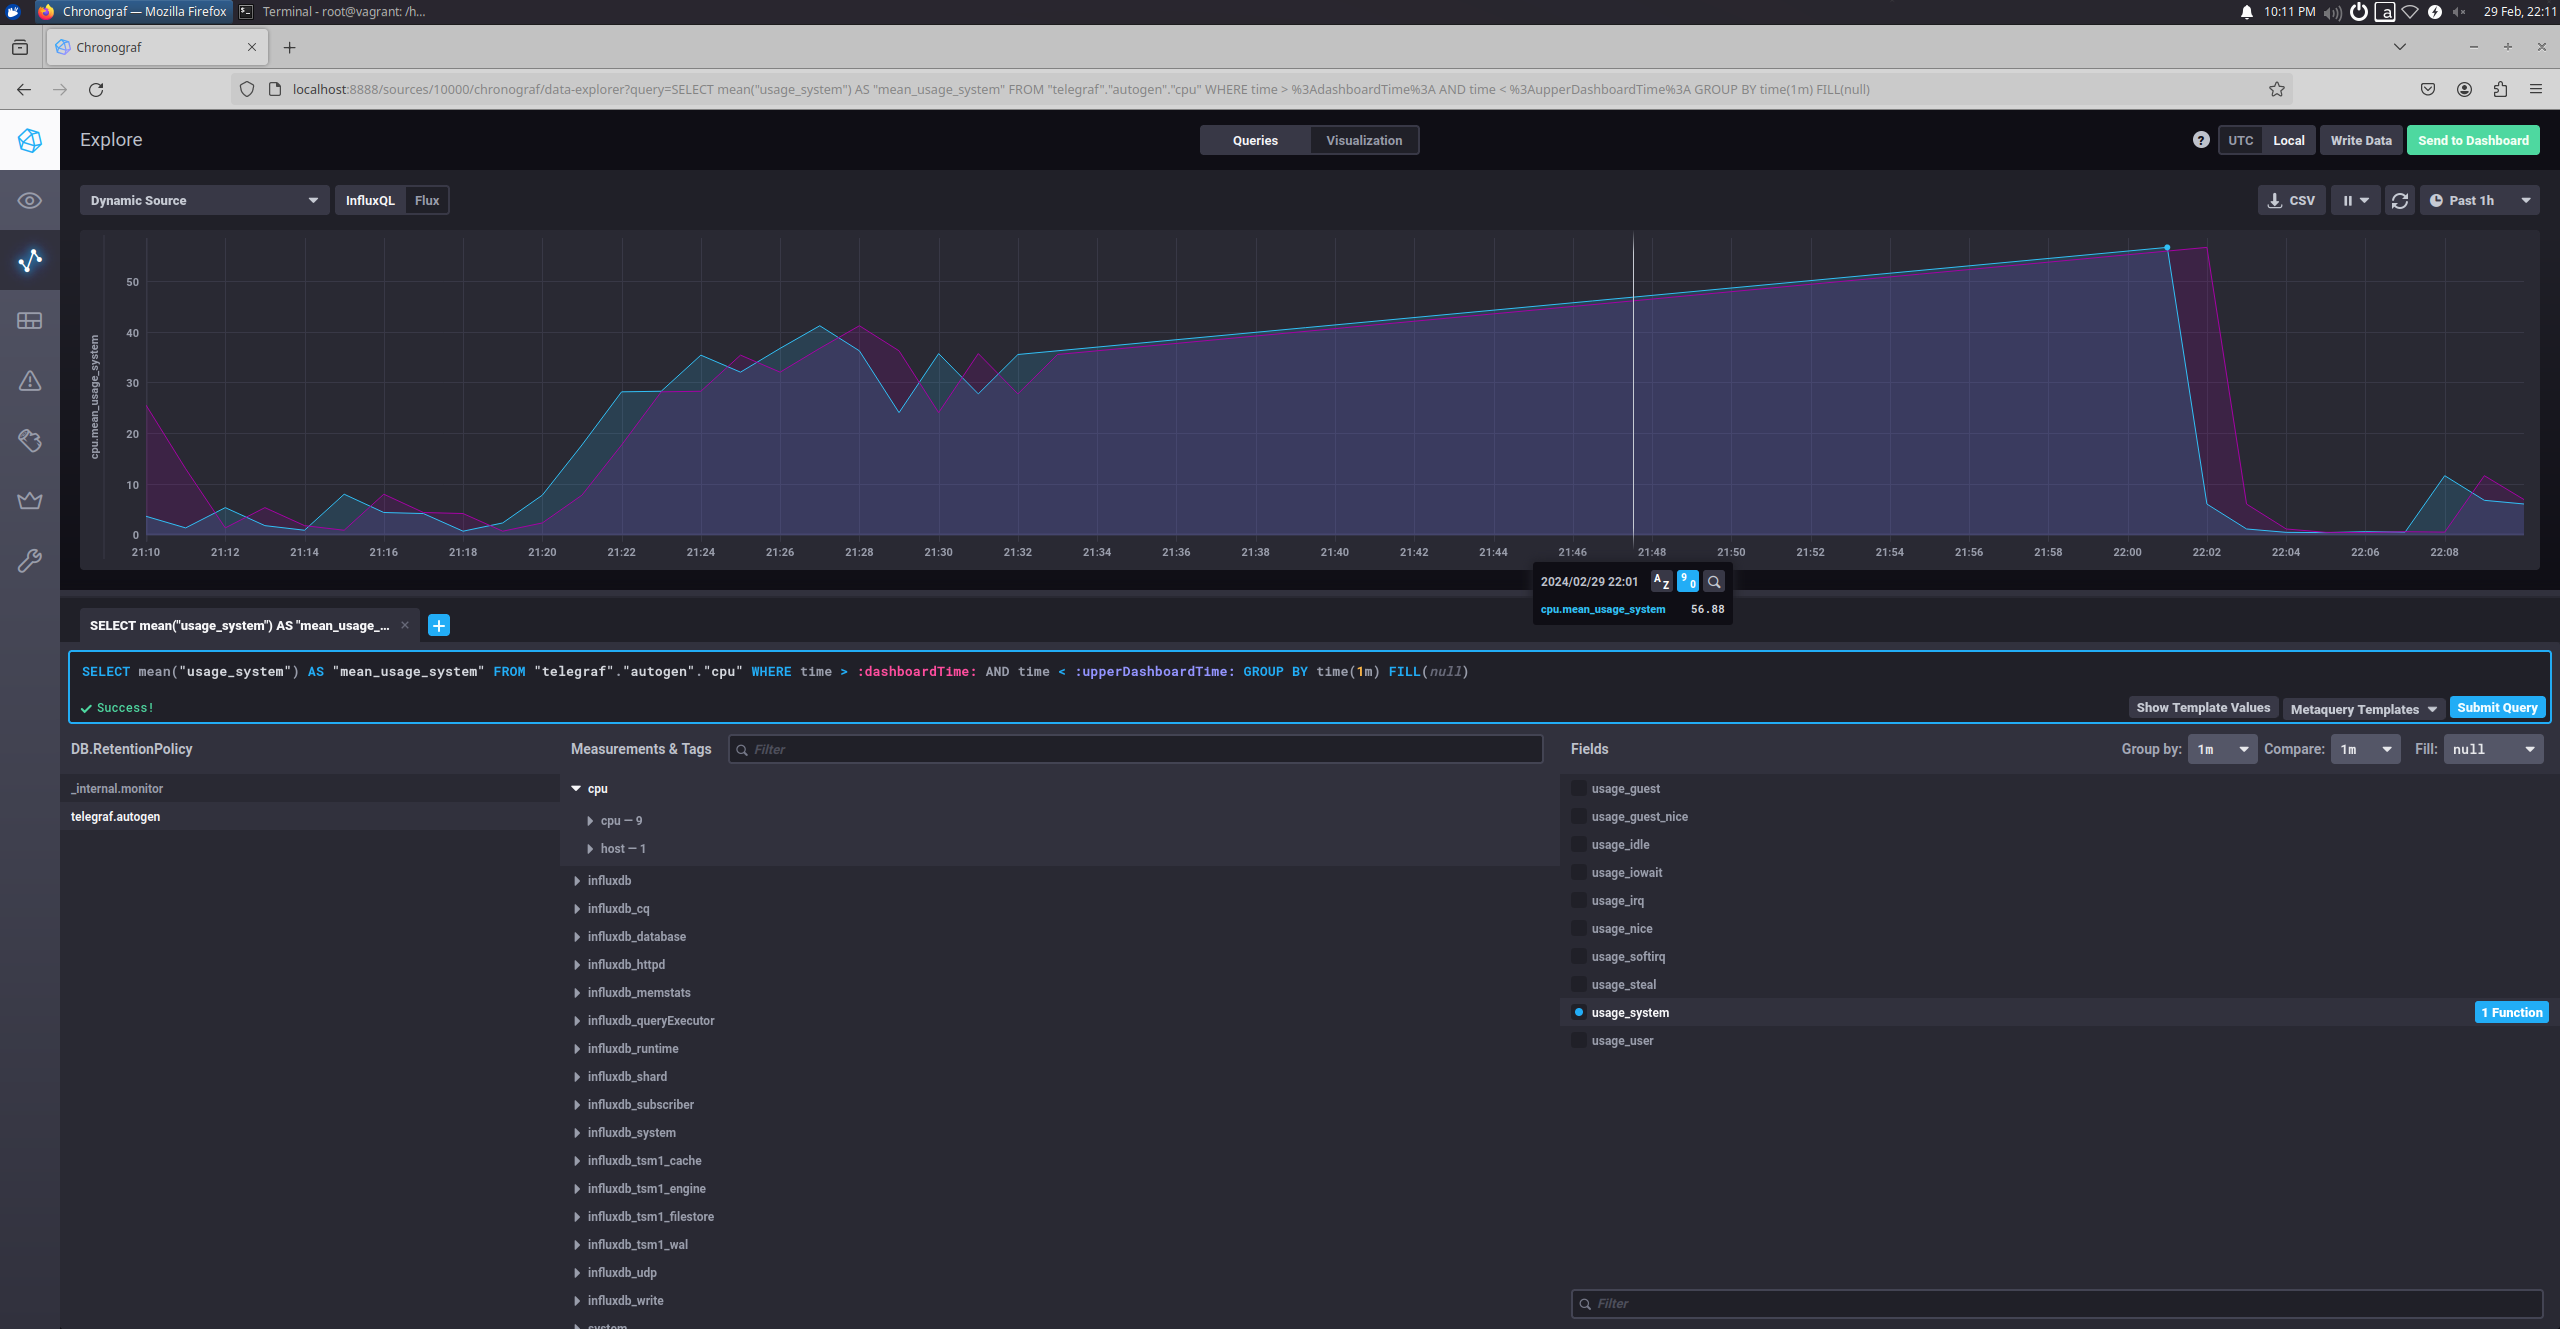 Chronograf — Mozilla Firefox
Terminal - root@vagrant: /h...
10:11 PM
a
29 Feb, 22:11
Chronograf
localhost:8888/sources/10000/chronograf/data-explorer?query=SELECT mean("usage_system") AS "mean_usage_system" FROM "telegraf"."autogen"."cpu" WHERE time > %3AdashboardTime%3A AND time < %3AupperDashboardTime%3A GROUP BY time(1m) FILL(null)
Explore
Queries
Visualization
?
UTC
Local
Write Data
Send to Dashboard
Dynamic Source
InfluxQL
Flux
CSV
Past 1h
cpu.mean_usage_system
50
40
30
20
10
0
21:10 21:12 21:14 21:16 21:18 21:20 21:22 21:24 21:26 21:28 21:30 21:32 21:34 21:36 21:38 21:40 21:42 21:44 21:46 21:48 21:50 21:52 21:54 21:56 21:58 22:00 22:02 22:04 22:06 22:08
2024/02/29 22:01
AZ
90
cpu.mean_usage_system 56.88
SELECT mean("usage_system") AS "mean_usage_...
SELECT mean("usage_system") AS "mean_usage_system" FROM "telegraf"."autogen"."cpu" WHERE time > :dashboardTime: AND time < :upperDashboardTime: GROUP BY time(1m) FILL(null)
Success!
Show Template Values
Metaquery Templates
Submit Query
DB.RetentionPolicy
_internal.monitor
telegraf.autogen
Measurements & Tags
Filter
cpu
cpu — 9
host — 1
influxdb
influxdb_cq
influxdb_database
influxdb_httpd
influxdb_memstats
influxdb_queryExecutor
influxdb_runtime
influxdb_shard
influxdb_subscriber
influxdb_system
influxdb_tsm1_cache
influxdb_tsm1_engine
influxdb_tsm1_filestore
influxdb_tsm1_wal
influxdb_udp
influxdb_write
system
Fields
Group by: 1m
Compare: 1m
Fill: null
usage_guest
usage_guest_nice
usage_idle
usage_iowait
usage_irq
usage_nice
usage_softirq
usage_steal
usage_system
1 Function
usage_user
Filter